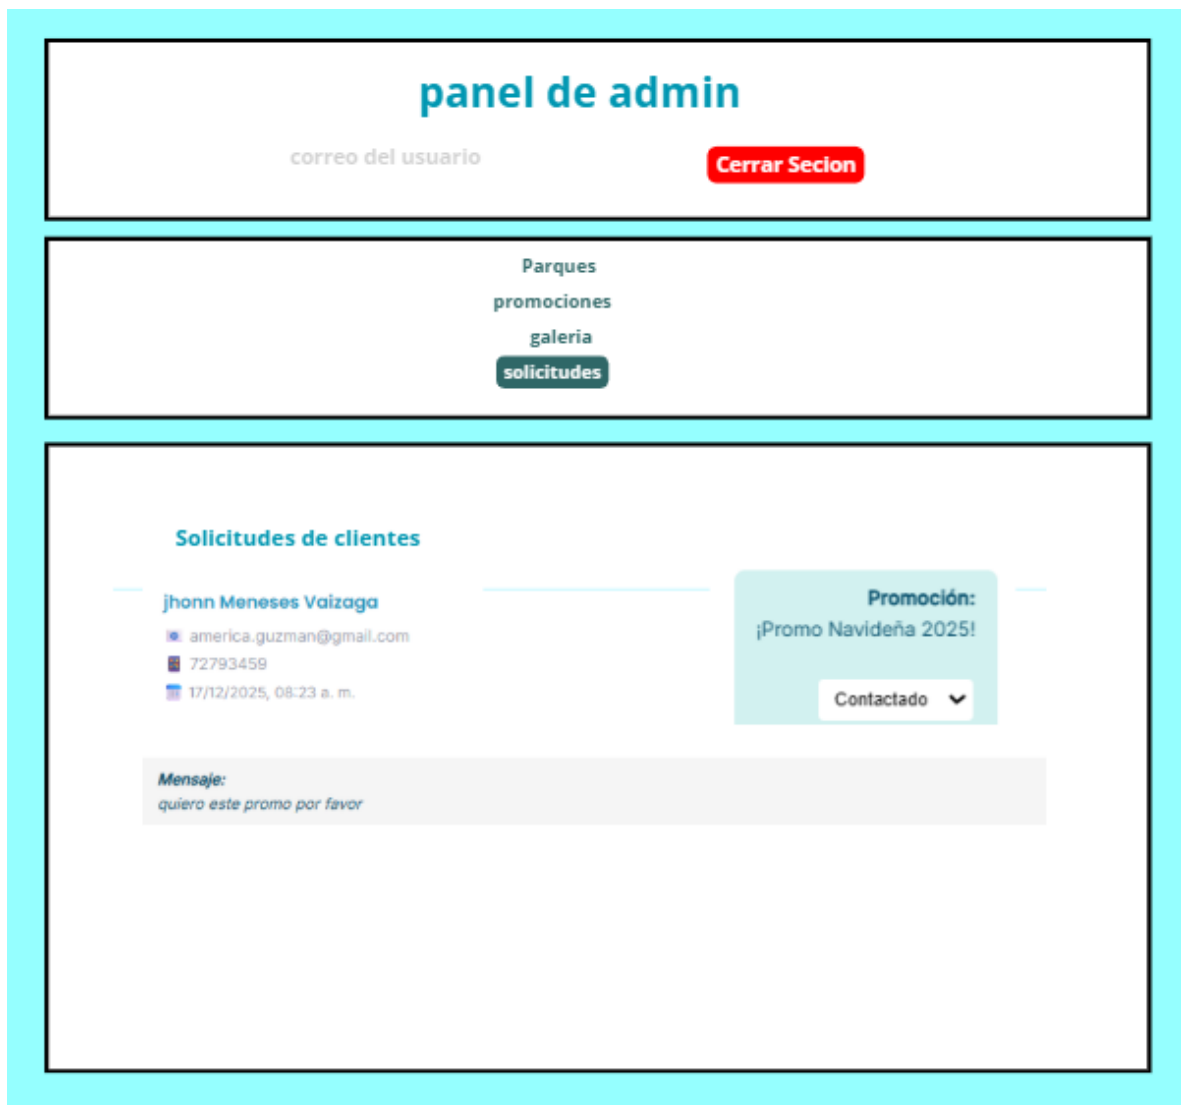 panel de admin
correo del usuario
Cerrar Secion
Parques
promociones
galeria
solicitudes
Solicitudes de clientes
jhonn Meneses Vaizaga
america.guzman@gmail.com
72793459
17/12/2025, 08:23 a. m.
Promoción:
¡Promo Navideña 2025!
Contactado
Mensaje:
quiero este promo por favor